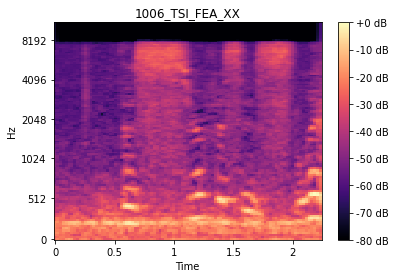 1006_TSI_FEA_XX
+0 dB
8192
-10 dB
4096
-20 dB
-30 dB
2048
Hz
-40 dB
1024
-50 dB
512
-60 dB
-70 dB
0
-80 dB
0 0.5 1 1.5 2
Time